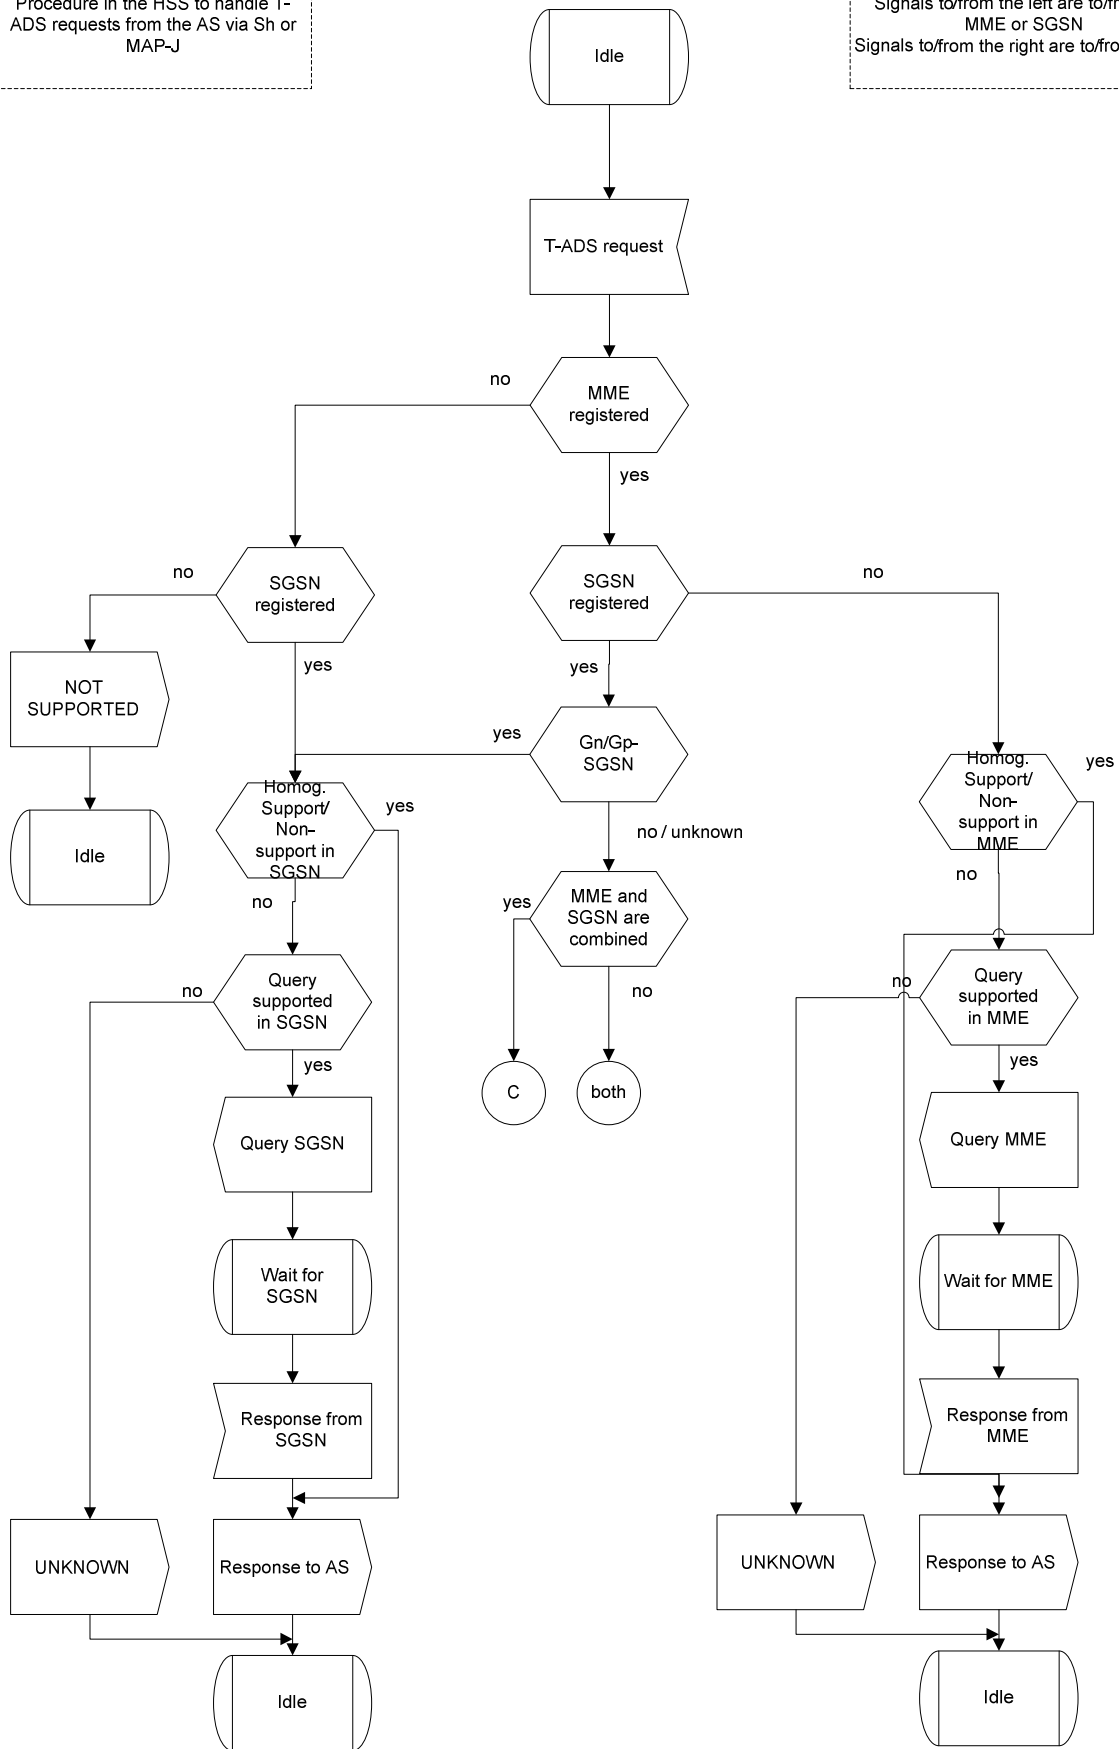 Procedure in the HSS to handle T-
ADS requests from the AS via Sh or
MAP-J
Signals to/from the left are to/fr
MME or SGSN
Signals to/from the right are to/fro
Idle
T-ADS request
MME
registered
no
yes
SGSN
registered
no
yes
SGSN
registered
no
yes
NOT
SUPPORTED
Idle
Gn/Gp-
SGSN
yes
no / unknown
Homog.
Support/
Non-
support in
SGSN
yes
no
Homog.
Support/
Non-
support in
MME
yes
no
MME and
SGSN are
combined
yes
no
C
both
Query
supported
in SGSN
no
yes
Query
supported
in MME
no
yes
Query SGSN
Query MME
Wait for
SGSN
Wait for MME
Response from
SGSN
Response from
MME
UNKNOWN
Response to AS
UNKNOWN
Response to AS
Idle
Idle